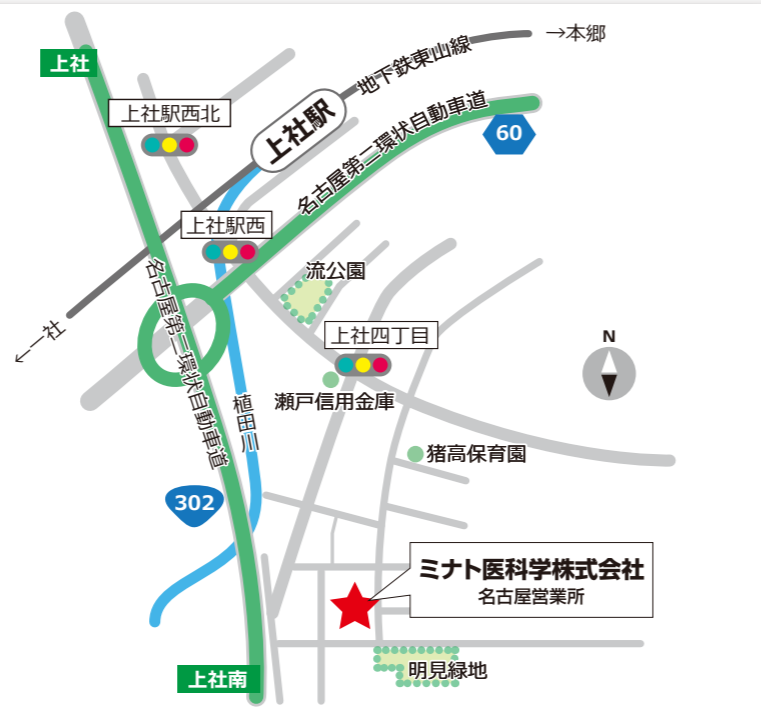 →本郷
地下鉄東山線
上社
上社駅西北
上社駅
名古屋第二環状自動車道
60
上社駅西
流公園
←一社
上社四丁目
N
名古屋第二環状自動車道
瀬戸信用金庫
植田川
猪高保育園
302
ミナト医科学株式会社
名古屋営業所
上社南
明見緑地